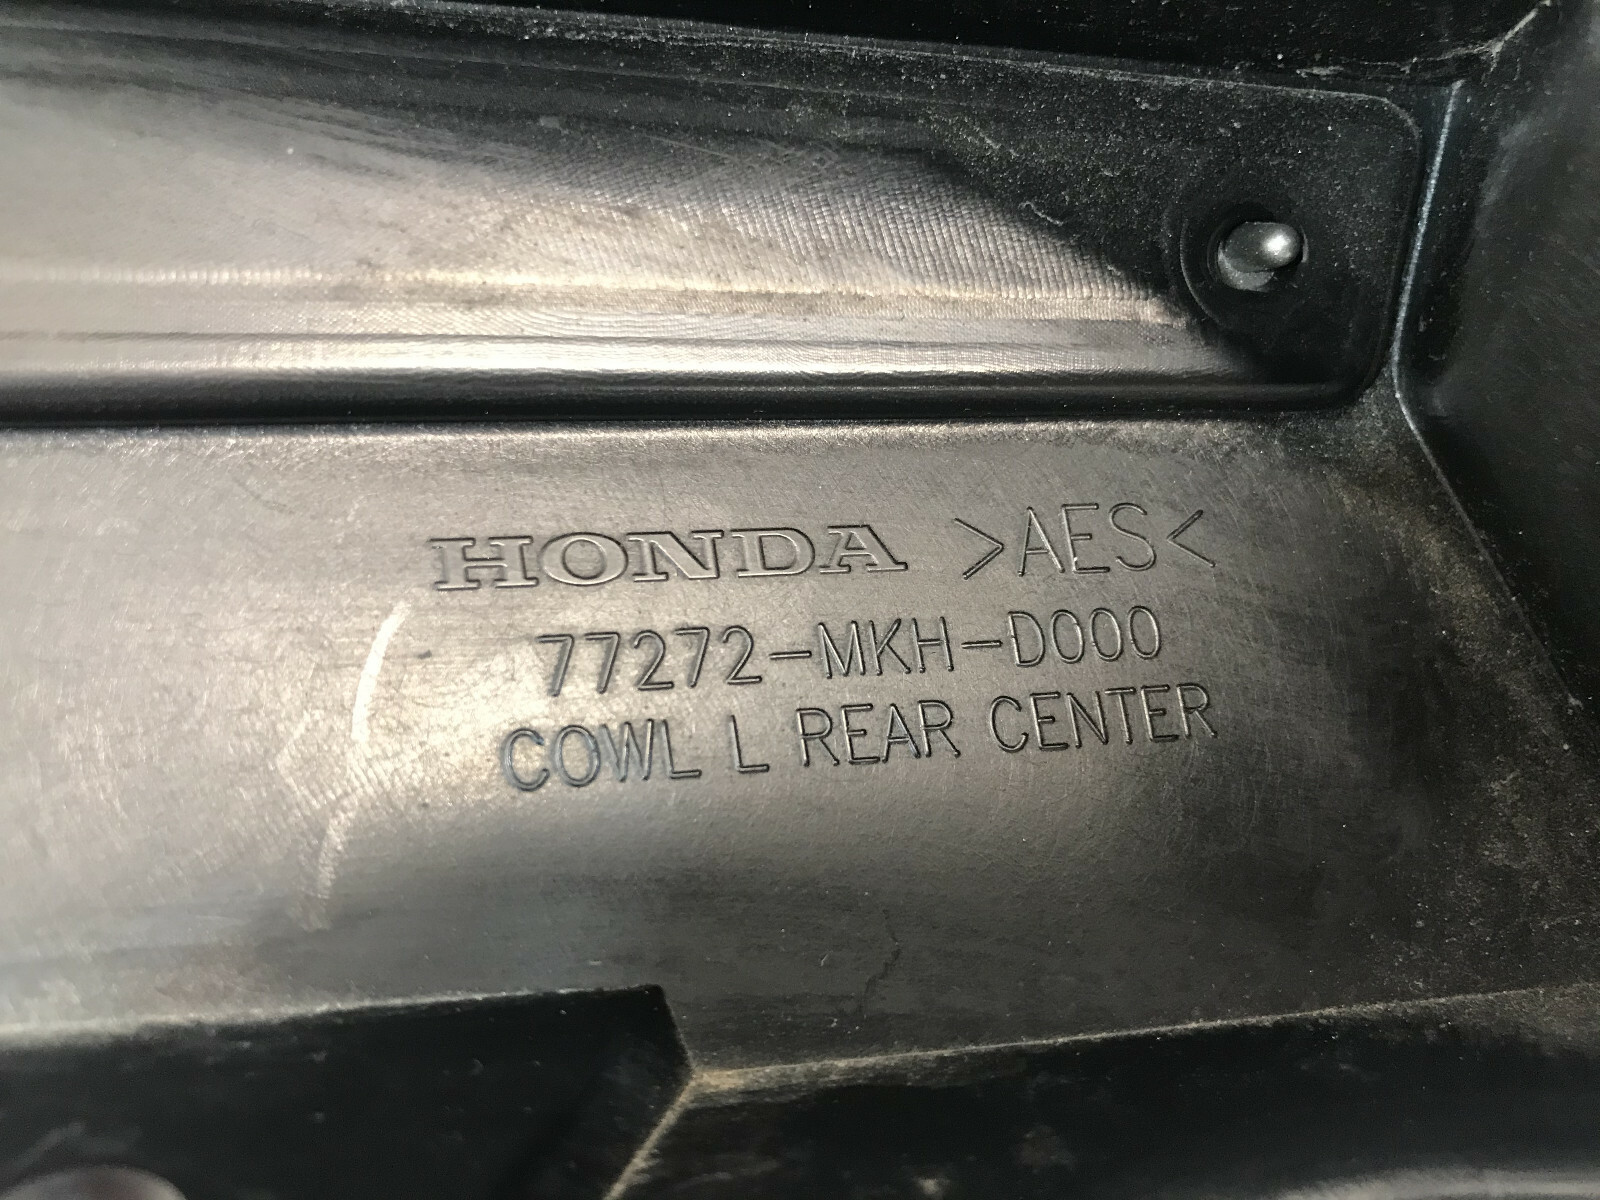 HONDA >AES<
77272-MKH-D000
COWL L REAR CENTER